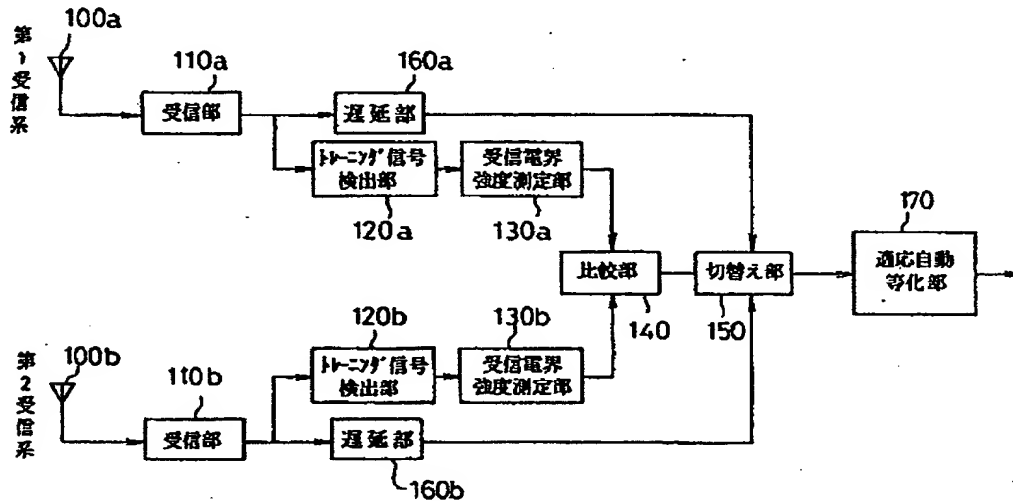 100a
第1受信系
110a
160a
受信部
遅延部
トレーニング信号
検出部
受信電界
強度測定部
120a
130a
170
比較部
切替え部
適応自動
等化部
140
150
120b
130b
第2受信系
100b
110b
トレーニング信号
検出部
受信電界
強度測定部
受信部
遅延部
160b